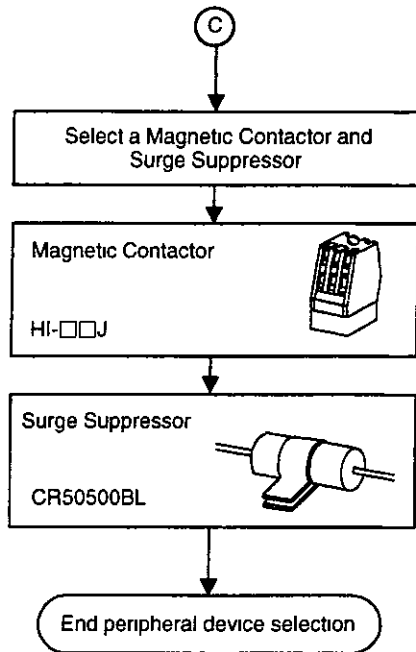 C
Select a Magnetic Contactor and
Surge Suppressor
Magnetic Contactor
HI-□□J
Surge Suppressor
CR50500BL
End peripheral device selection